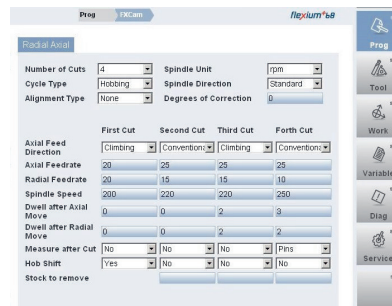 Prog FXCam flexium+68
Radial Axial
Number of Cuts 4 Spindle Unit rpm
Cycle Type Hobbing Spindle Direction Standard
Alignment Type None Degrees of Correction 0
First Cut Second Cut Third Cut Forth Cut
Axial Feed Direction Climbing Conventiona Climbing Conventiona
Axial Feedrate 20 25 25 25
Radial Feedrate 20 15 15 10
Spindle Speed 200 220 220 250
Dwell after Axial Move 0 0 2 3
Dwell after Radial Move 0 0 2 2
Measure after Cut No No No Pins
Hob Shift Yes No No No
Stock to remove
Prog
Tool
Work
Variable
Diag
Service